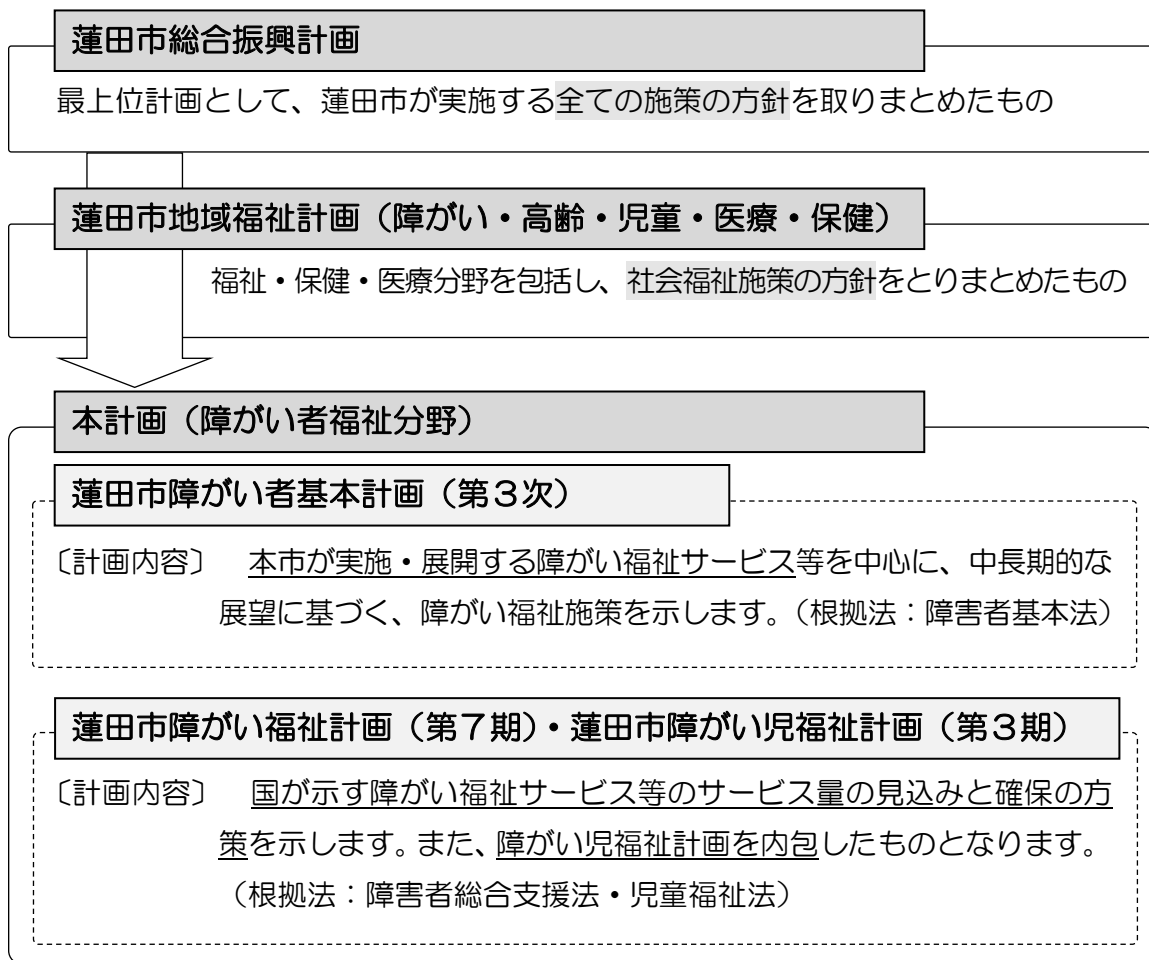 蓮田市総合振興計画
最上位計画として、蓮田市が実施する全ての施策の方針を取りまとめたもの
蓮田市地域福祉計画（障がい・高齢・児童・医療・保健）
福祉・保健・医療分野を包括し、社会福祉施策の方針をとりまとめたもの
本計画（障がい者福祉分野）
蓮田市障がい者基本計画（第３次）
〔計画内容〕　本市が実施・展開する障がい福祉サービス等を中心に、中長期的な
展望に基づく、障がい福祉施策を示します。（根拠法：障害者基本法）
蓮田市障がい福祉計画（第７期）・蓮田市障がい児福祉計画（第３期）
〔計画内容〕　国が示す障がい福祉サービス等のサービス量の見込みと確保の方
策を示します。また、障がい児福祉計画を内包したものとなります。
（根拠法：障害者総合支援法・児童福祉法）